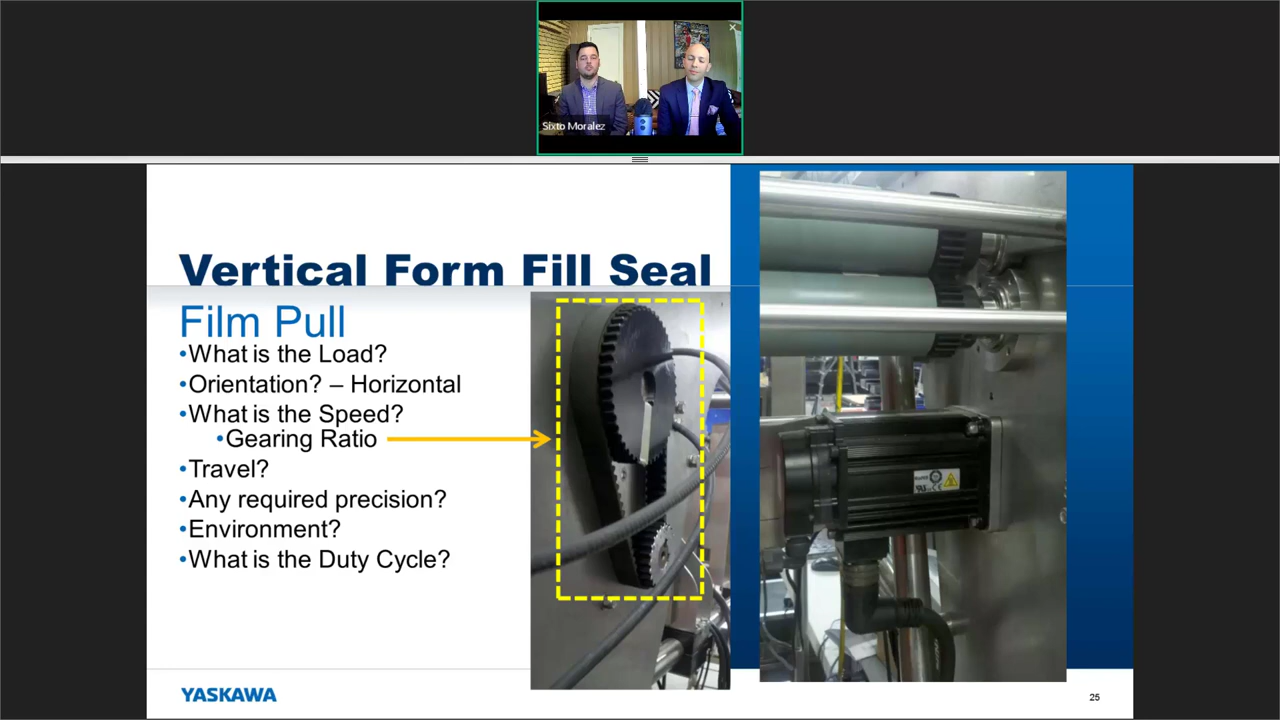 Sixto Moralez
Vertical Form Fill Seal
Film Pull
•What is the Load?
•Orientation? – Horizontal
•What is the Speed?
•Gearing Ratio
•Travel?
•Any required precision?
•Environment?
•What is the Duty Cycle?
YASKAWA
25